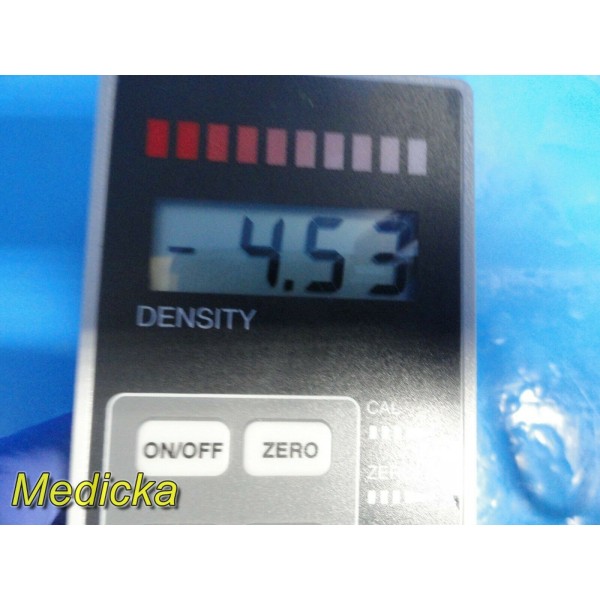 - 4.53
DENSITY
CAL
ON/OFF ZERO
Medicka